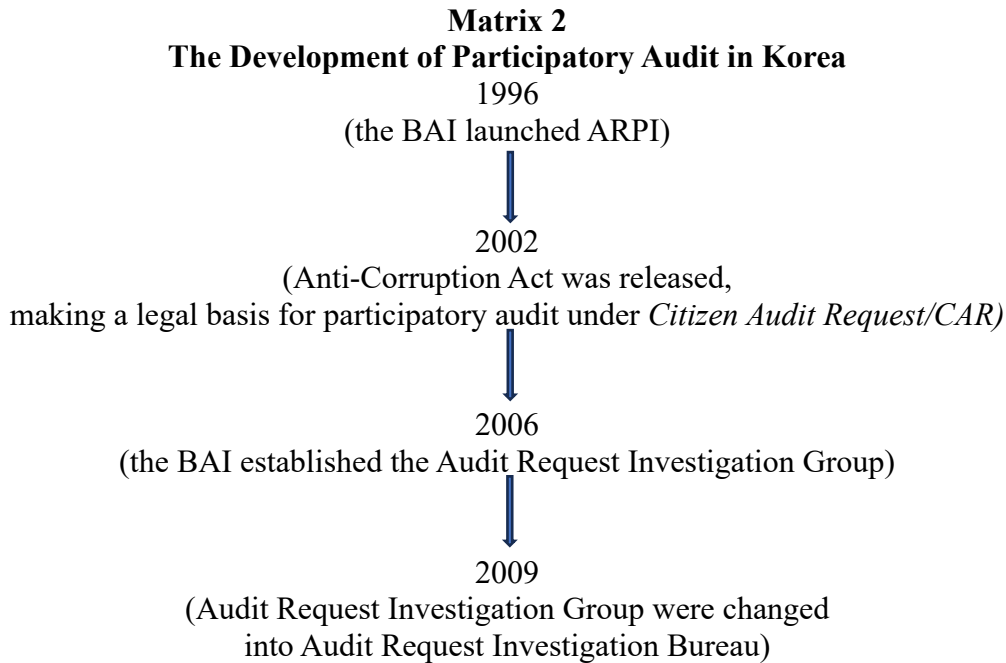 Matrix 2
The Development of Participatory Audit in Korea
1996
(the BAI launched ARPI)
2002
(Anti-Corruption Act was released,
making a legal basis for participatory audit under Citizen Audit Request/CAR)
2006
(the BAI established the Audit Request Investigation Group)
2009
(Audit Request Investigation Group were changed
into Audit Request Investigation Bureau)